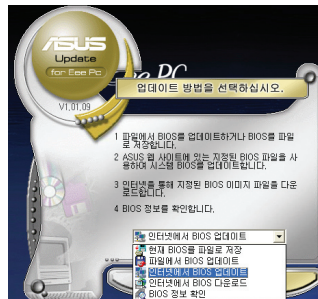 ASUS
Update
for Eee PC
V1.01.09
Eee PC
업데이트 방법을 선택하십시오.
1 파일에서 BIOS를 업데이트하거나 BIOS를 파일
로 저장합니다.
2 ASUS 웹 사이트에 있는 지정된 BIOS 파일을 사
용하여 시스템 BIOS를 업데이트합니다.
3 인터넷을 통해 지정된 BIOS 이미지 파일을 다운
로드합니다.
4 BIOS 정보를 확인합니다.
인터넷에서 BIOS 업데이트
현재 BIOS를 파일로 저장
파일에서 BIOS 업데이트
인터넷에서 BIOS 업데이트
인터넷에서 BIOS 다운로드
BIOS 정보 확인